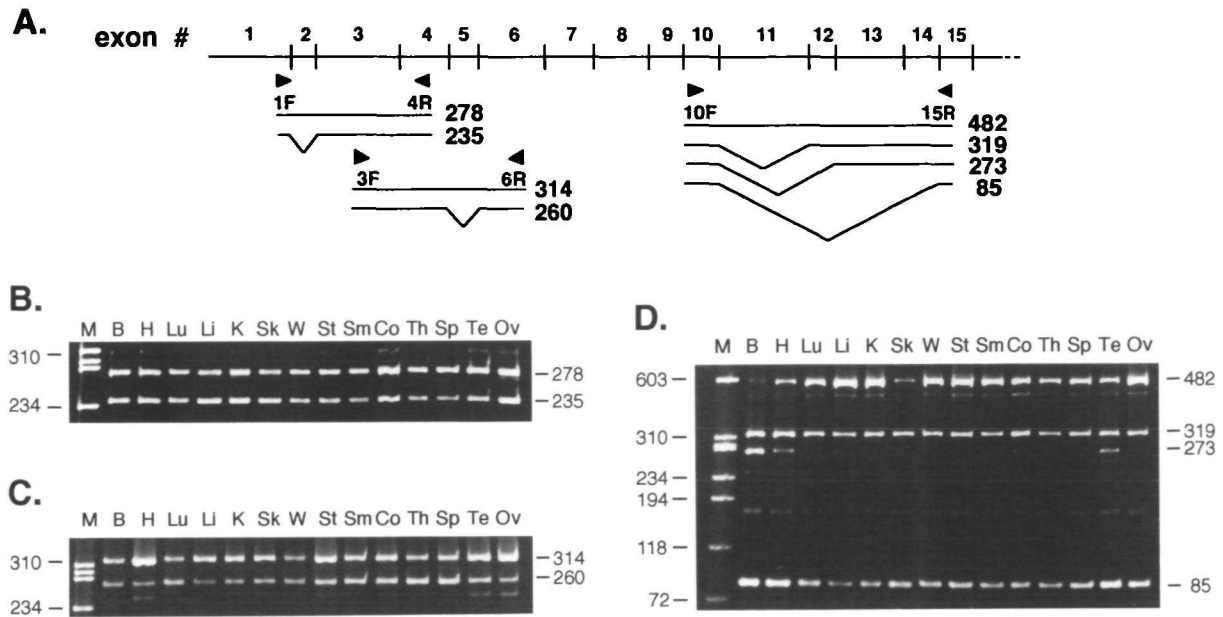 A.
exon # 1 2 3 4 5 6 7 8 9 10 11 12 13 14 15
1F 4R 278
235
3F 6R 314
260
10F 15R 482
319
273
85
B.
M B H Lu Li K Sk W St Sm Co Th Sp Te Ov
310
234
278
235
C.
M B H Lu Li K Sk W St Sm Co Th Sp Te Ov
310
234
314
260
D.
M B H Lu Li K Sk W St Sm Co Th Sp Te Ov
603
310
234
194
118
72
482
319
273
85